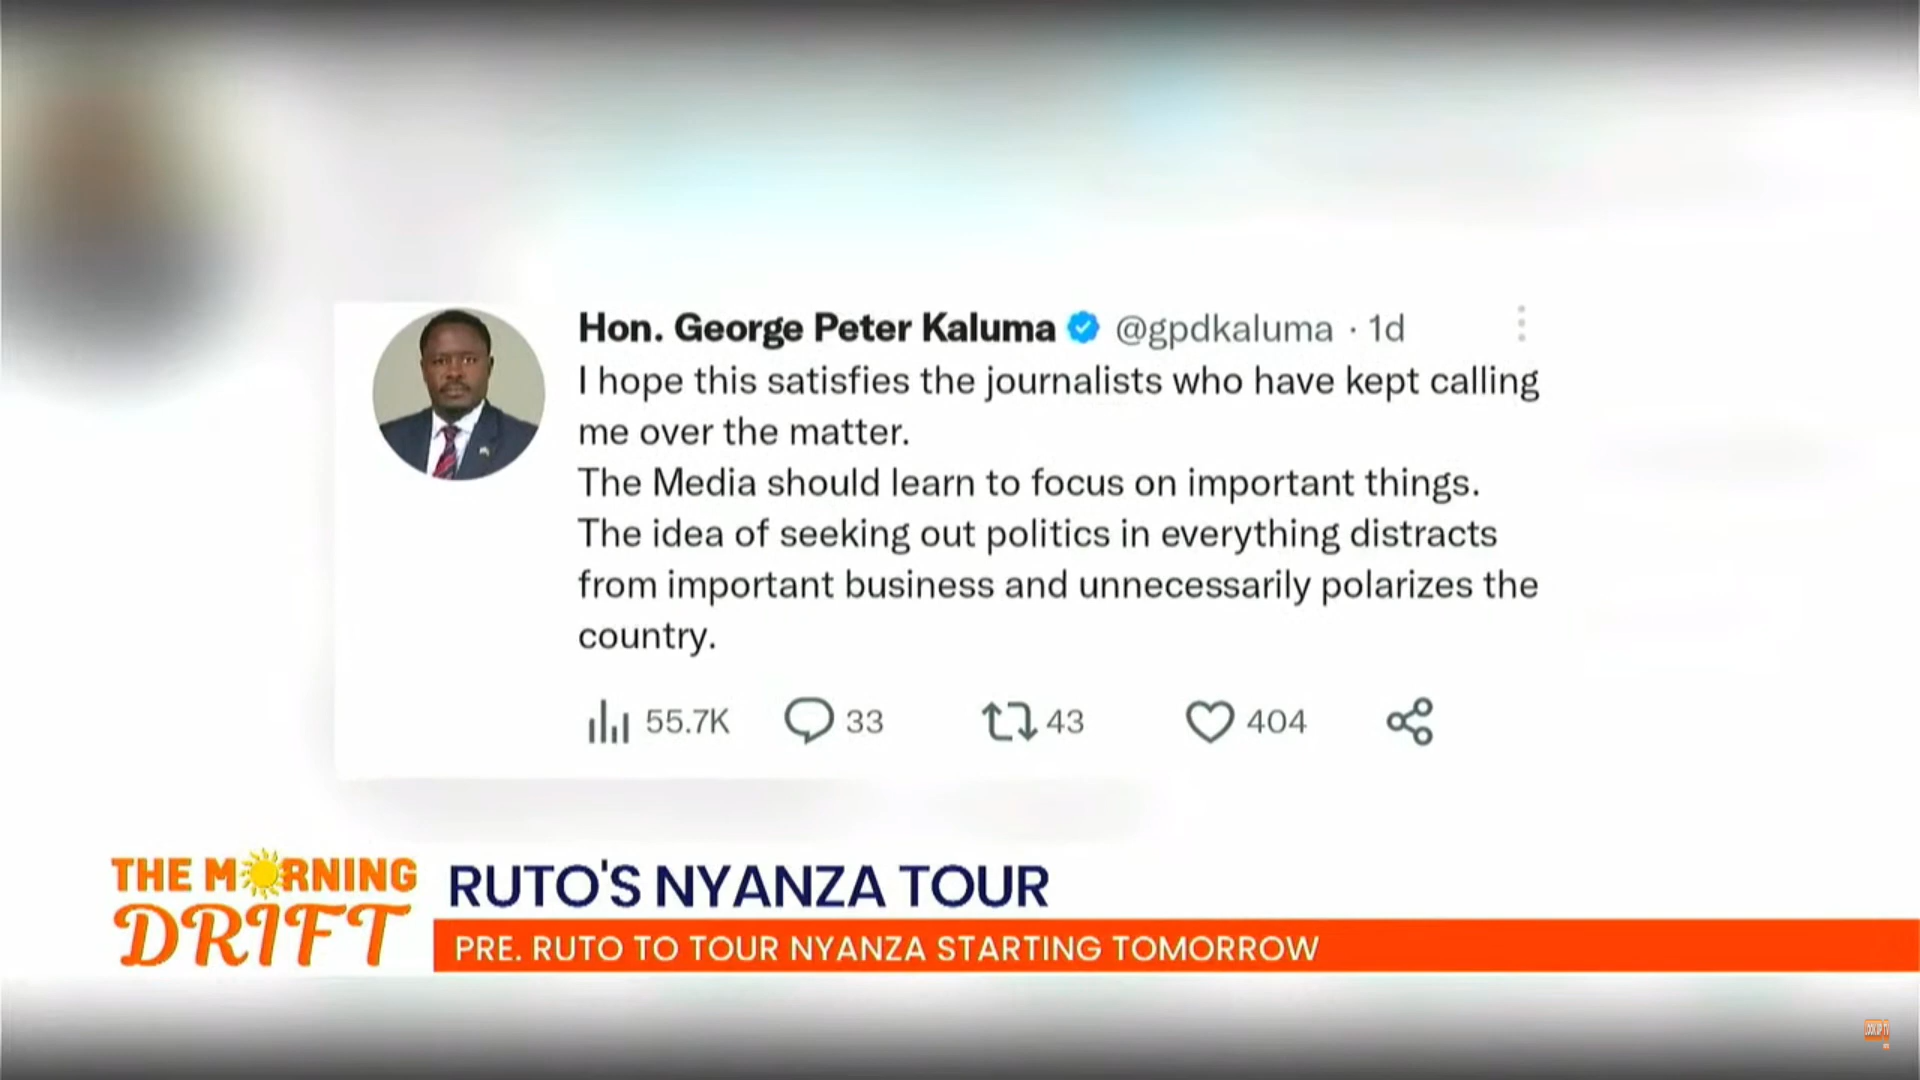 Hon. George Peter Kaluma @gpdkaluma · 1d
I hope this satisfies the journalists who have kept calling
me over the matter.
The Media should learn to focus on important things.
The idea of seeking out politics in everything distracts
from important business and unnecessarily polarizes the
country.
55.7K 33 43 404
THE MORNING
DRIFT
RUTO'S NYANZA TOUR
PRE. RUTO TO TOUR NYANZA STARTING TOMORROW
LOOK UP TV